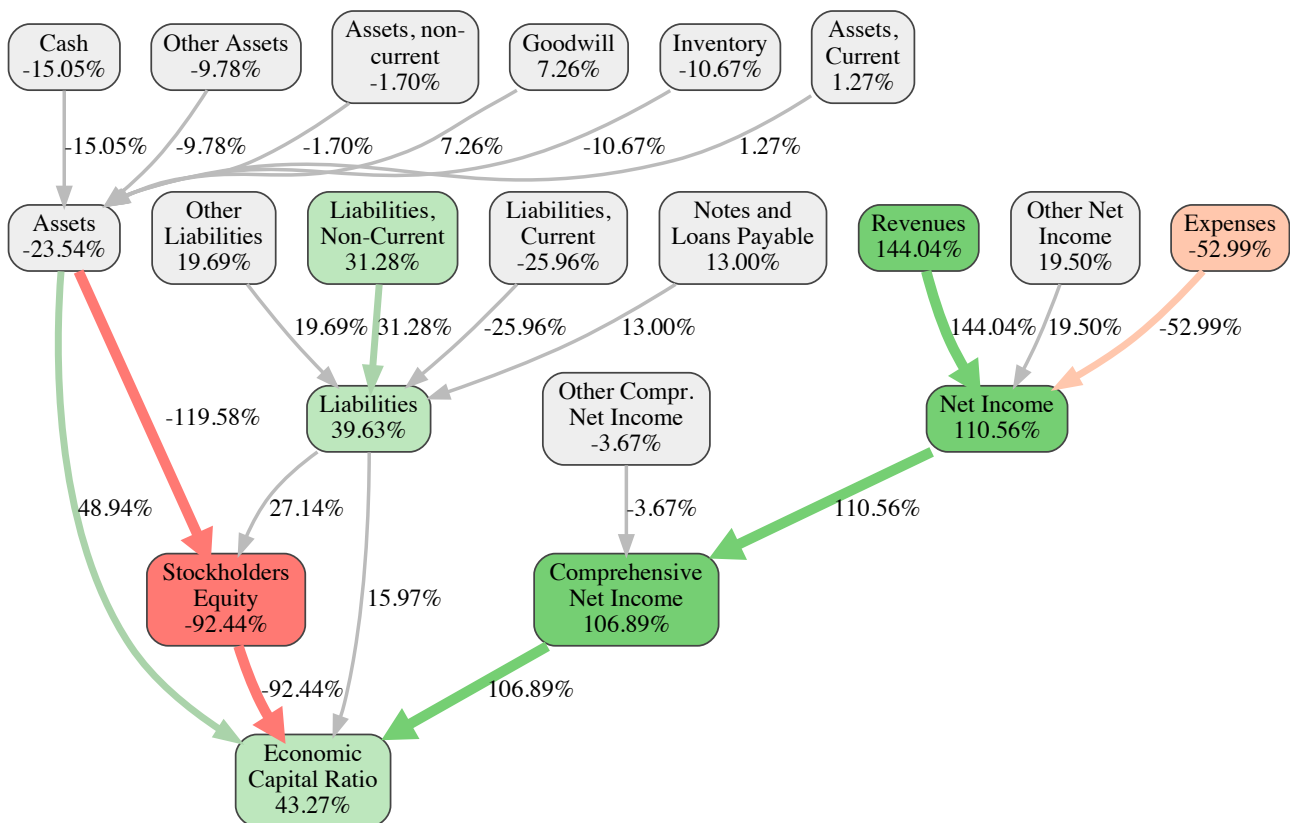 Cash
-15.05%
Other Assets
-9.78%
Assets, non-
current
-1.70%
Goodwill
7.26%
Inventory
-10.67%
Assets,
Current
1.27%
-15.05%
-9.78%
-1.70%
7.26%
-10.67%
1.27%
Assets
-23.54%
Other
Liabilities
19.69%
Liabilities,
Non-Current
31.28%
Liabilities,
Current
-25.96%
Notes and
Loans Payable
13.00%
Revenues
144.04%
Other Net
Income
19.50%
Expenses
-52.99%
19.69%
31.28%
-25.96%
13.00%
144.04%
19.50%
-52.99%
-119.58%
Liabilities
39.63%
Other Compr.
Net Income
-3.67%
Net Income
110.56%
48.94%
27.14%
-3.67%
110.56%
Stockholders
Equity
-92.44%
15.97%
Comprehensive
Net Income
106.89%
-92.44%
106.89%
Economic
Capital Ratio
43.27%